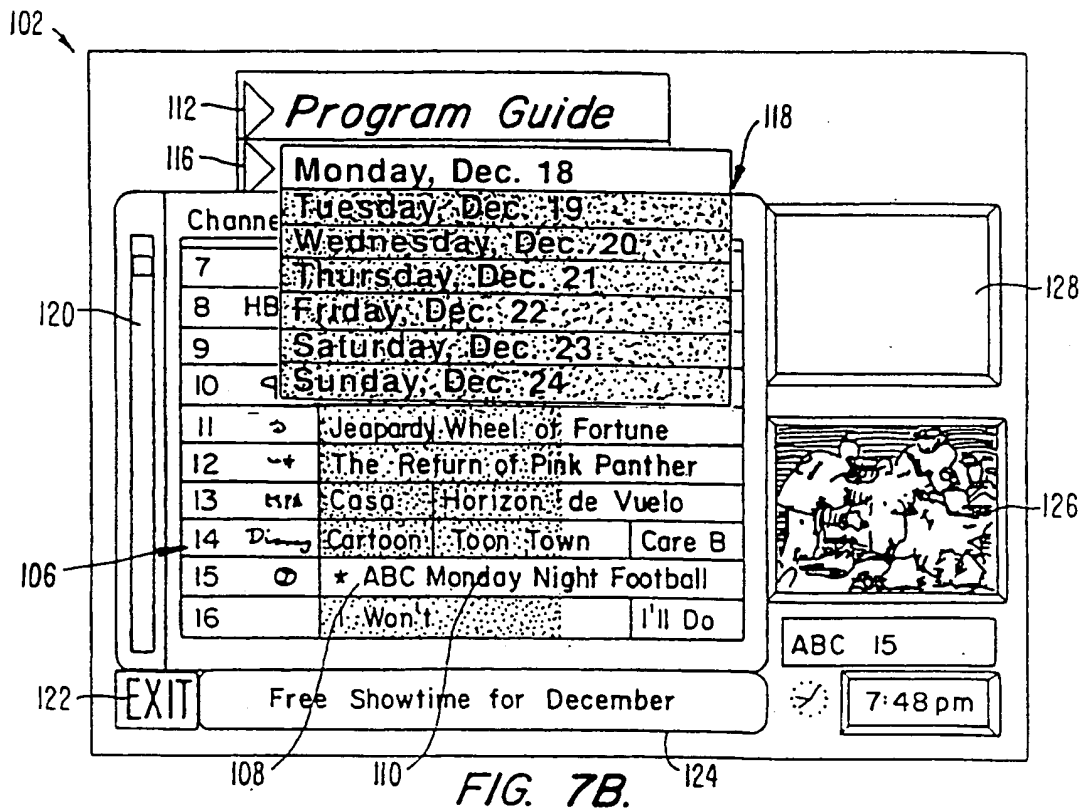 102
112
Program Guide
118
116
Monday, Dec. 18
Tuesday, Dec. 19
Wednesday, Dec. 20
Thursday, Dec. 21
Friday, Dec. 22
Saturday, Dec. 23
Sunday, Dec. 24
Channe
7
8 HB
9
10
120
128
11 Jeopardy Wheel of Fortune
12 The Return of Pink Panther
13 Casa Horizon de Vuelo
14 Disney Cartoon Toon Town Care B
15 * ABC Monday Night Football
16 I Won't I'll Do
106
126
ABC 15
122
EXIT
Free Showtime for December
7:48 pm
108
110
124
FIG. 7B.